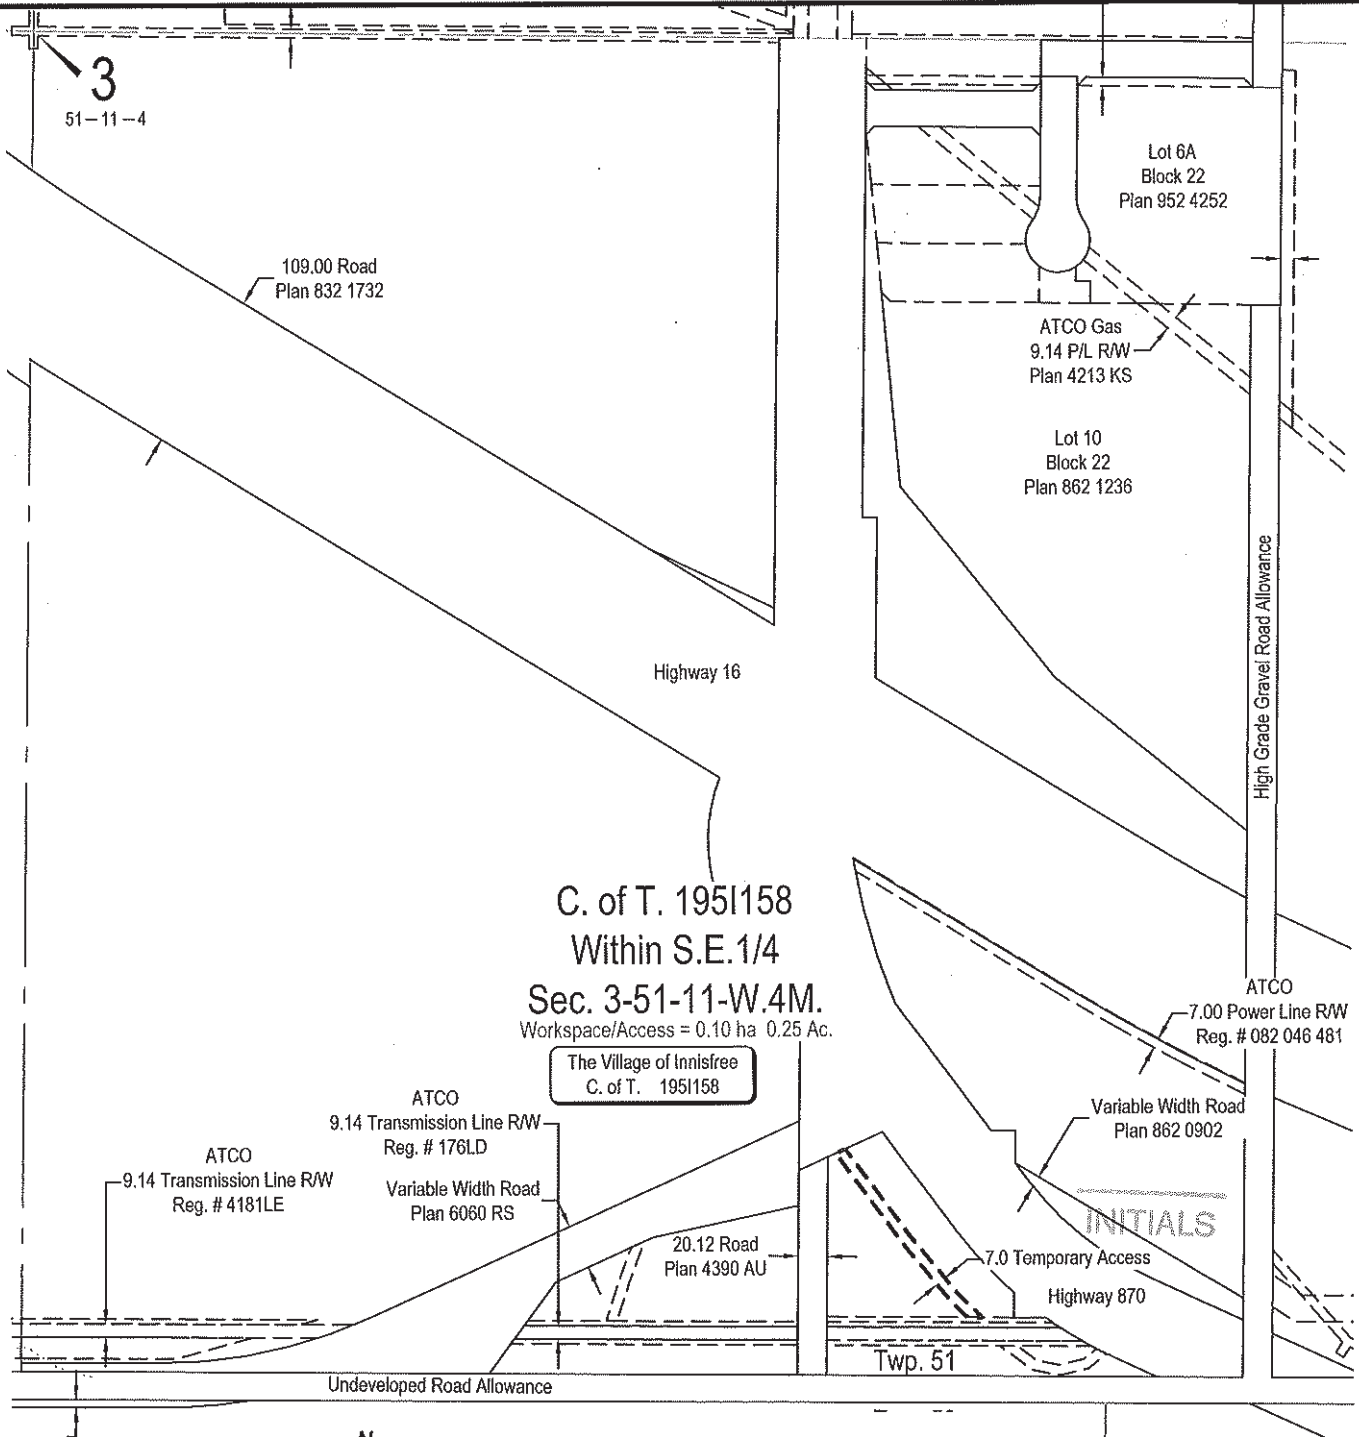 3
51-11-4
Lot 6A
Block 22
Plan 952 4252
109.00 Road
Plan 832 1732
ATCO Gas
9.14 P/L R/W
Plan 4213 KS
Lot 10
Block 22
Plan 862 1236
High Grade Gravel Road Allowance
Highway 16
C. of T. 195I158
Within S.E.1/4
Sec. 3-51-11-W.4M.
Workspace/Access = 0.10 ha 0.25 Ac.
The Village of Innisfree
C. of T. 195I158
ATCO
7.00 Power Line R/W
Reg. # 082 046 481
ATCO
9.14 Transmission Line R/W
Reg. # 176LD
Variable Width Road
Plan 862 0902
ATCO
9.14 Transmission Line R/W
Reg. # 4181LE
Variable Width Road
Plan 6060 RS
INITIALS
20.12 Road
Plan 4390 AU
7.0 Temporary Access
Highway 870
Twp. 51
Undeveloped Road Allowance